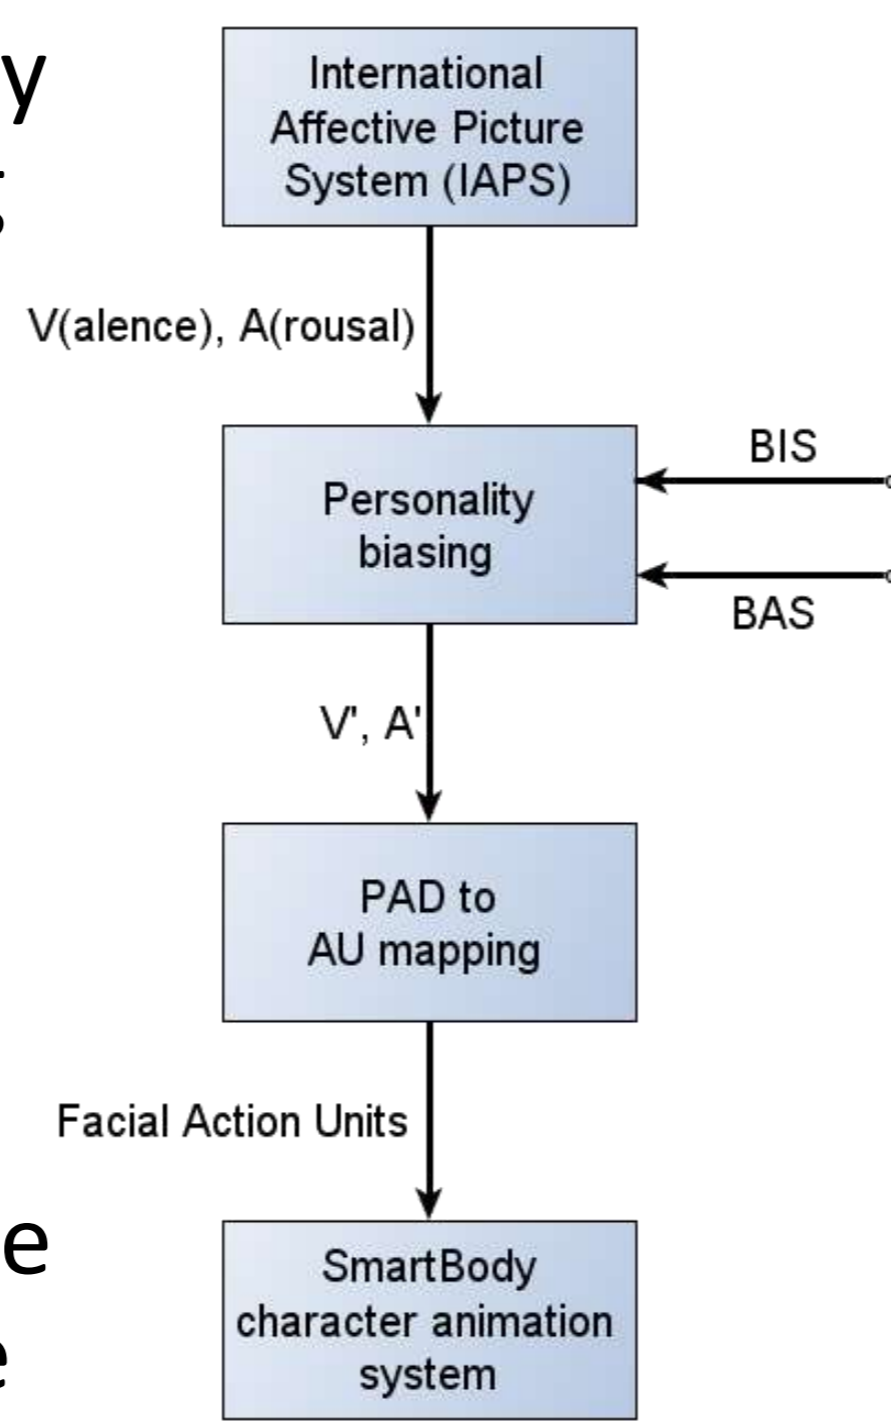 y
International
Affective Picture
System (IAPS)
V(alence), A(rousal)
BIS
Personality
biasing
BAS
V', A'
PAD to
AU mapping
Facial Action Units
e
SmartBody
character animation
system